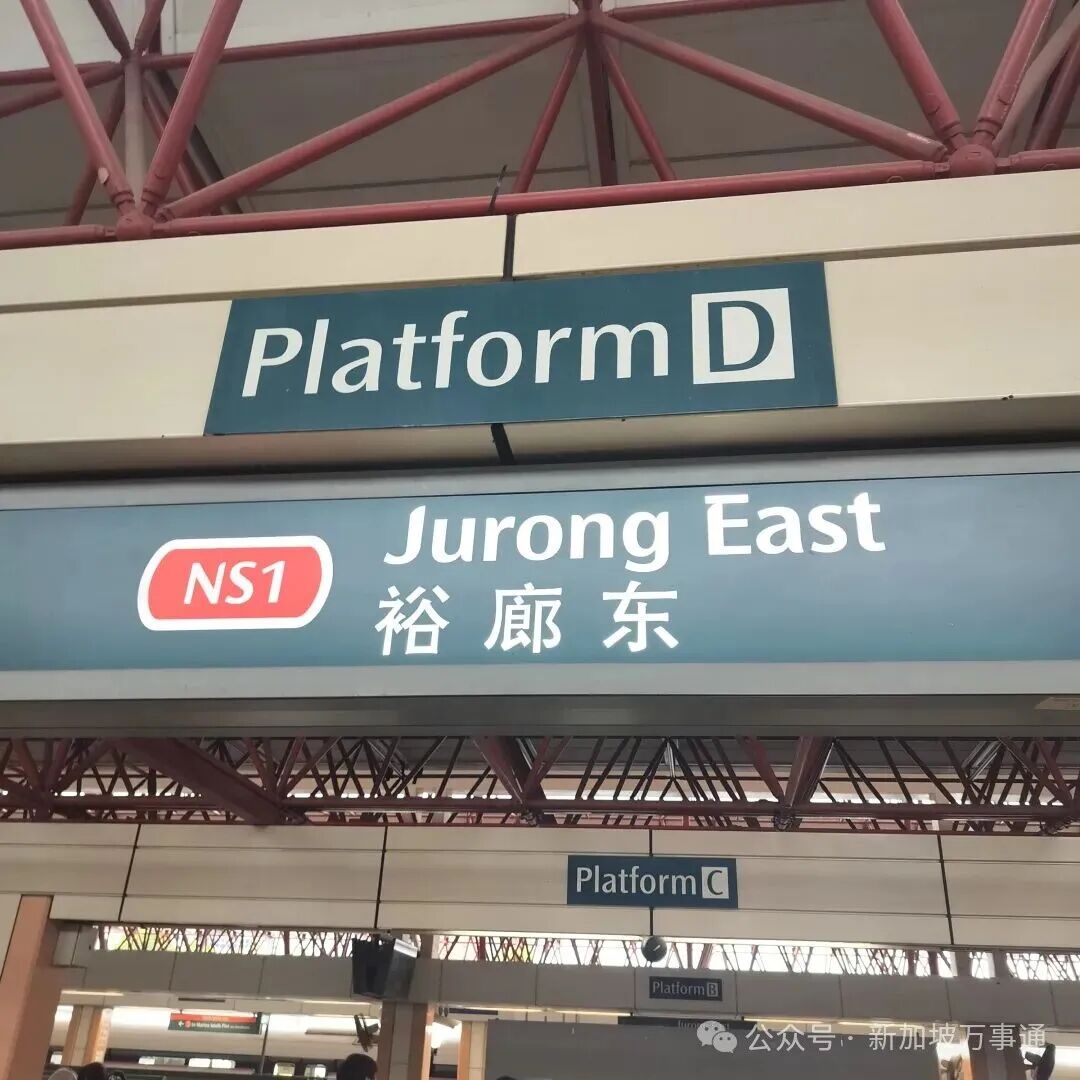 Platform D
NS1 Jurong East
裕廊东
Platform C
Platform B
公众号 · 新加坡万事通